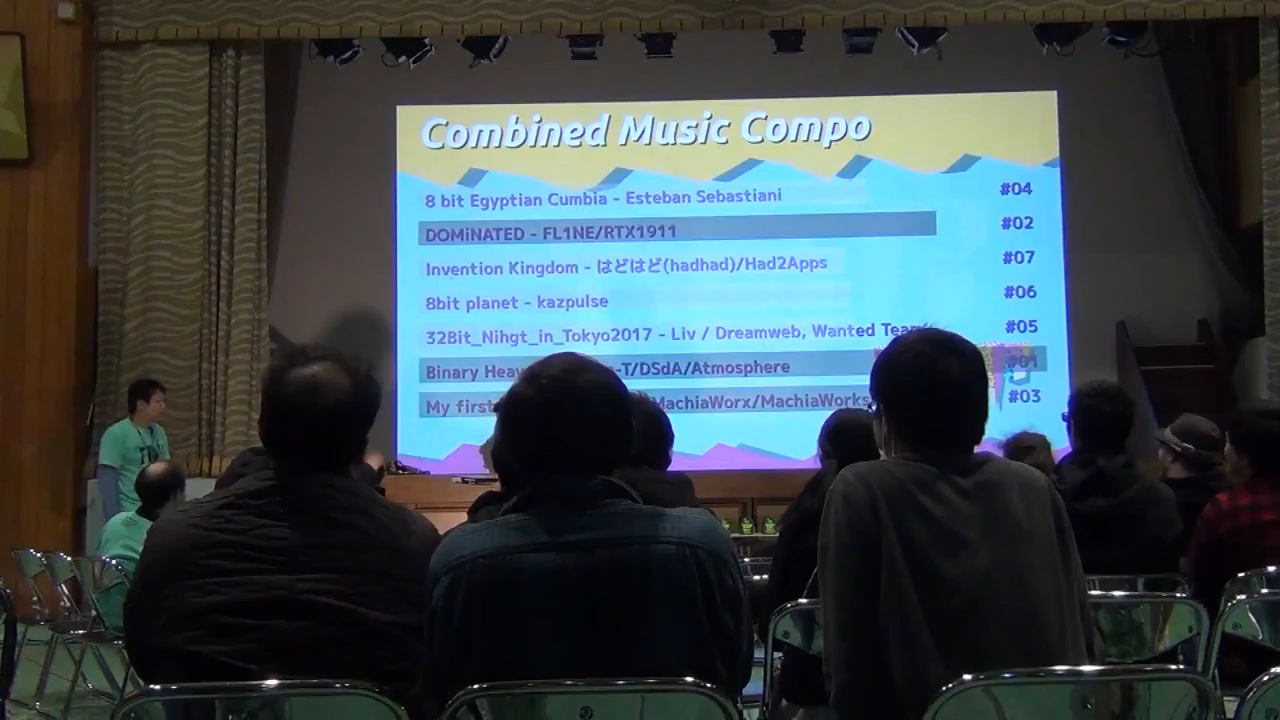 Combined Music Compo
8 bit Egyptian Cumbia - Esteban Sebastiani #04
DOMiNATED - FL1NE/RTX1911 #02
Invention Kingdom - はどはど(hadhad)/Had2Apps #07
8bit planet - kazpulse #06
32Bit_Nihgt_in_Tokyo2017 - Liv / Dreamweb, Wanted Team #05
Binary -T/DSdA/Atmosphere #01
My first MachiaWorx/MachiaWorks #03